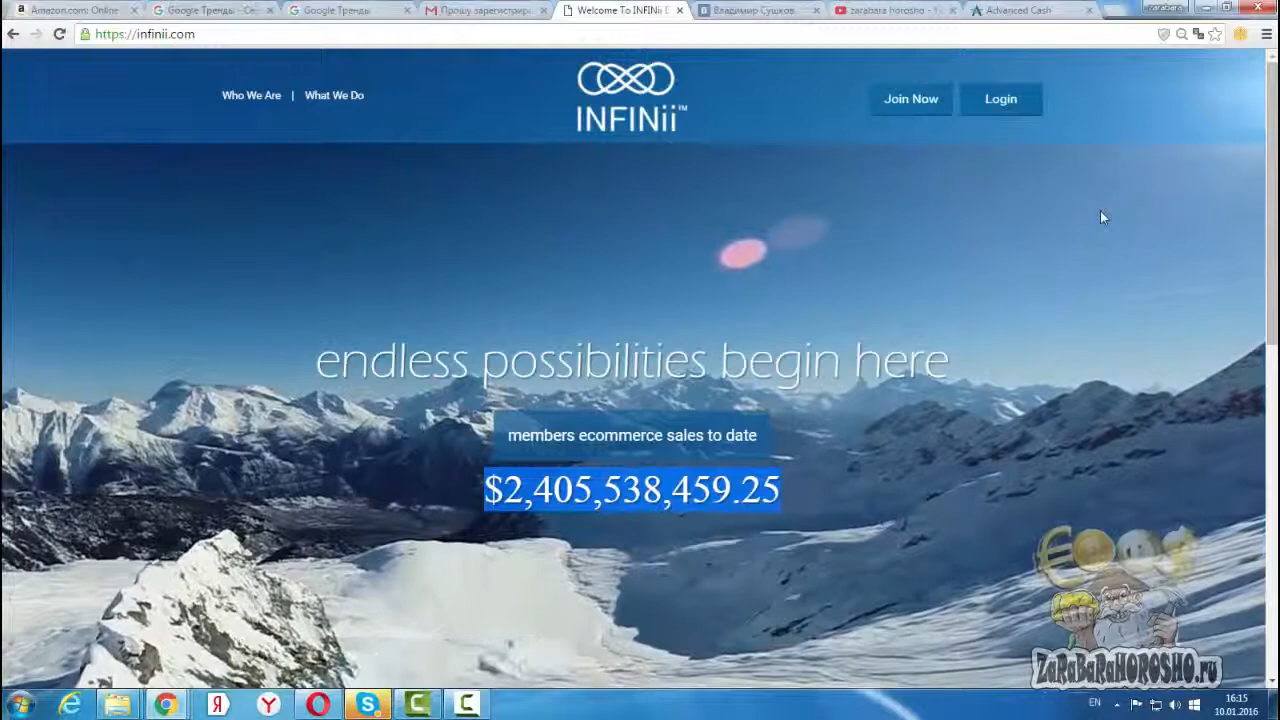 Amazon.com: Online
Google Тренды - Се
Google Тренды
Прошу зарегистрир
Welcome To INFINii E
Владимир Сушков
zarabara horosho - Y
Advanced Cash
zarabara
https://infinii.com
Who We Are | What We Do
INFINii™
Join Now
Login
endless possibilities begin here
members ecommerce sales to date
$2,405,538,459.25
ZaRaBaRaHOROSHO.ru
EN
16:15
10.01.2016